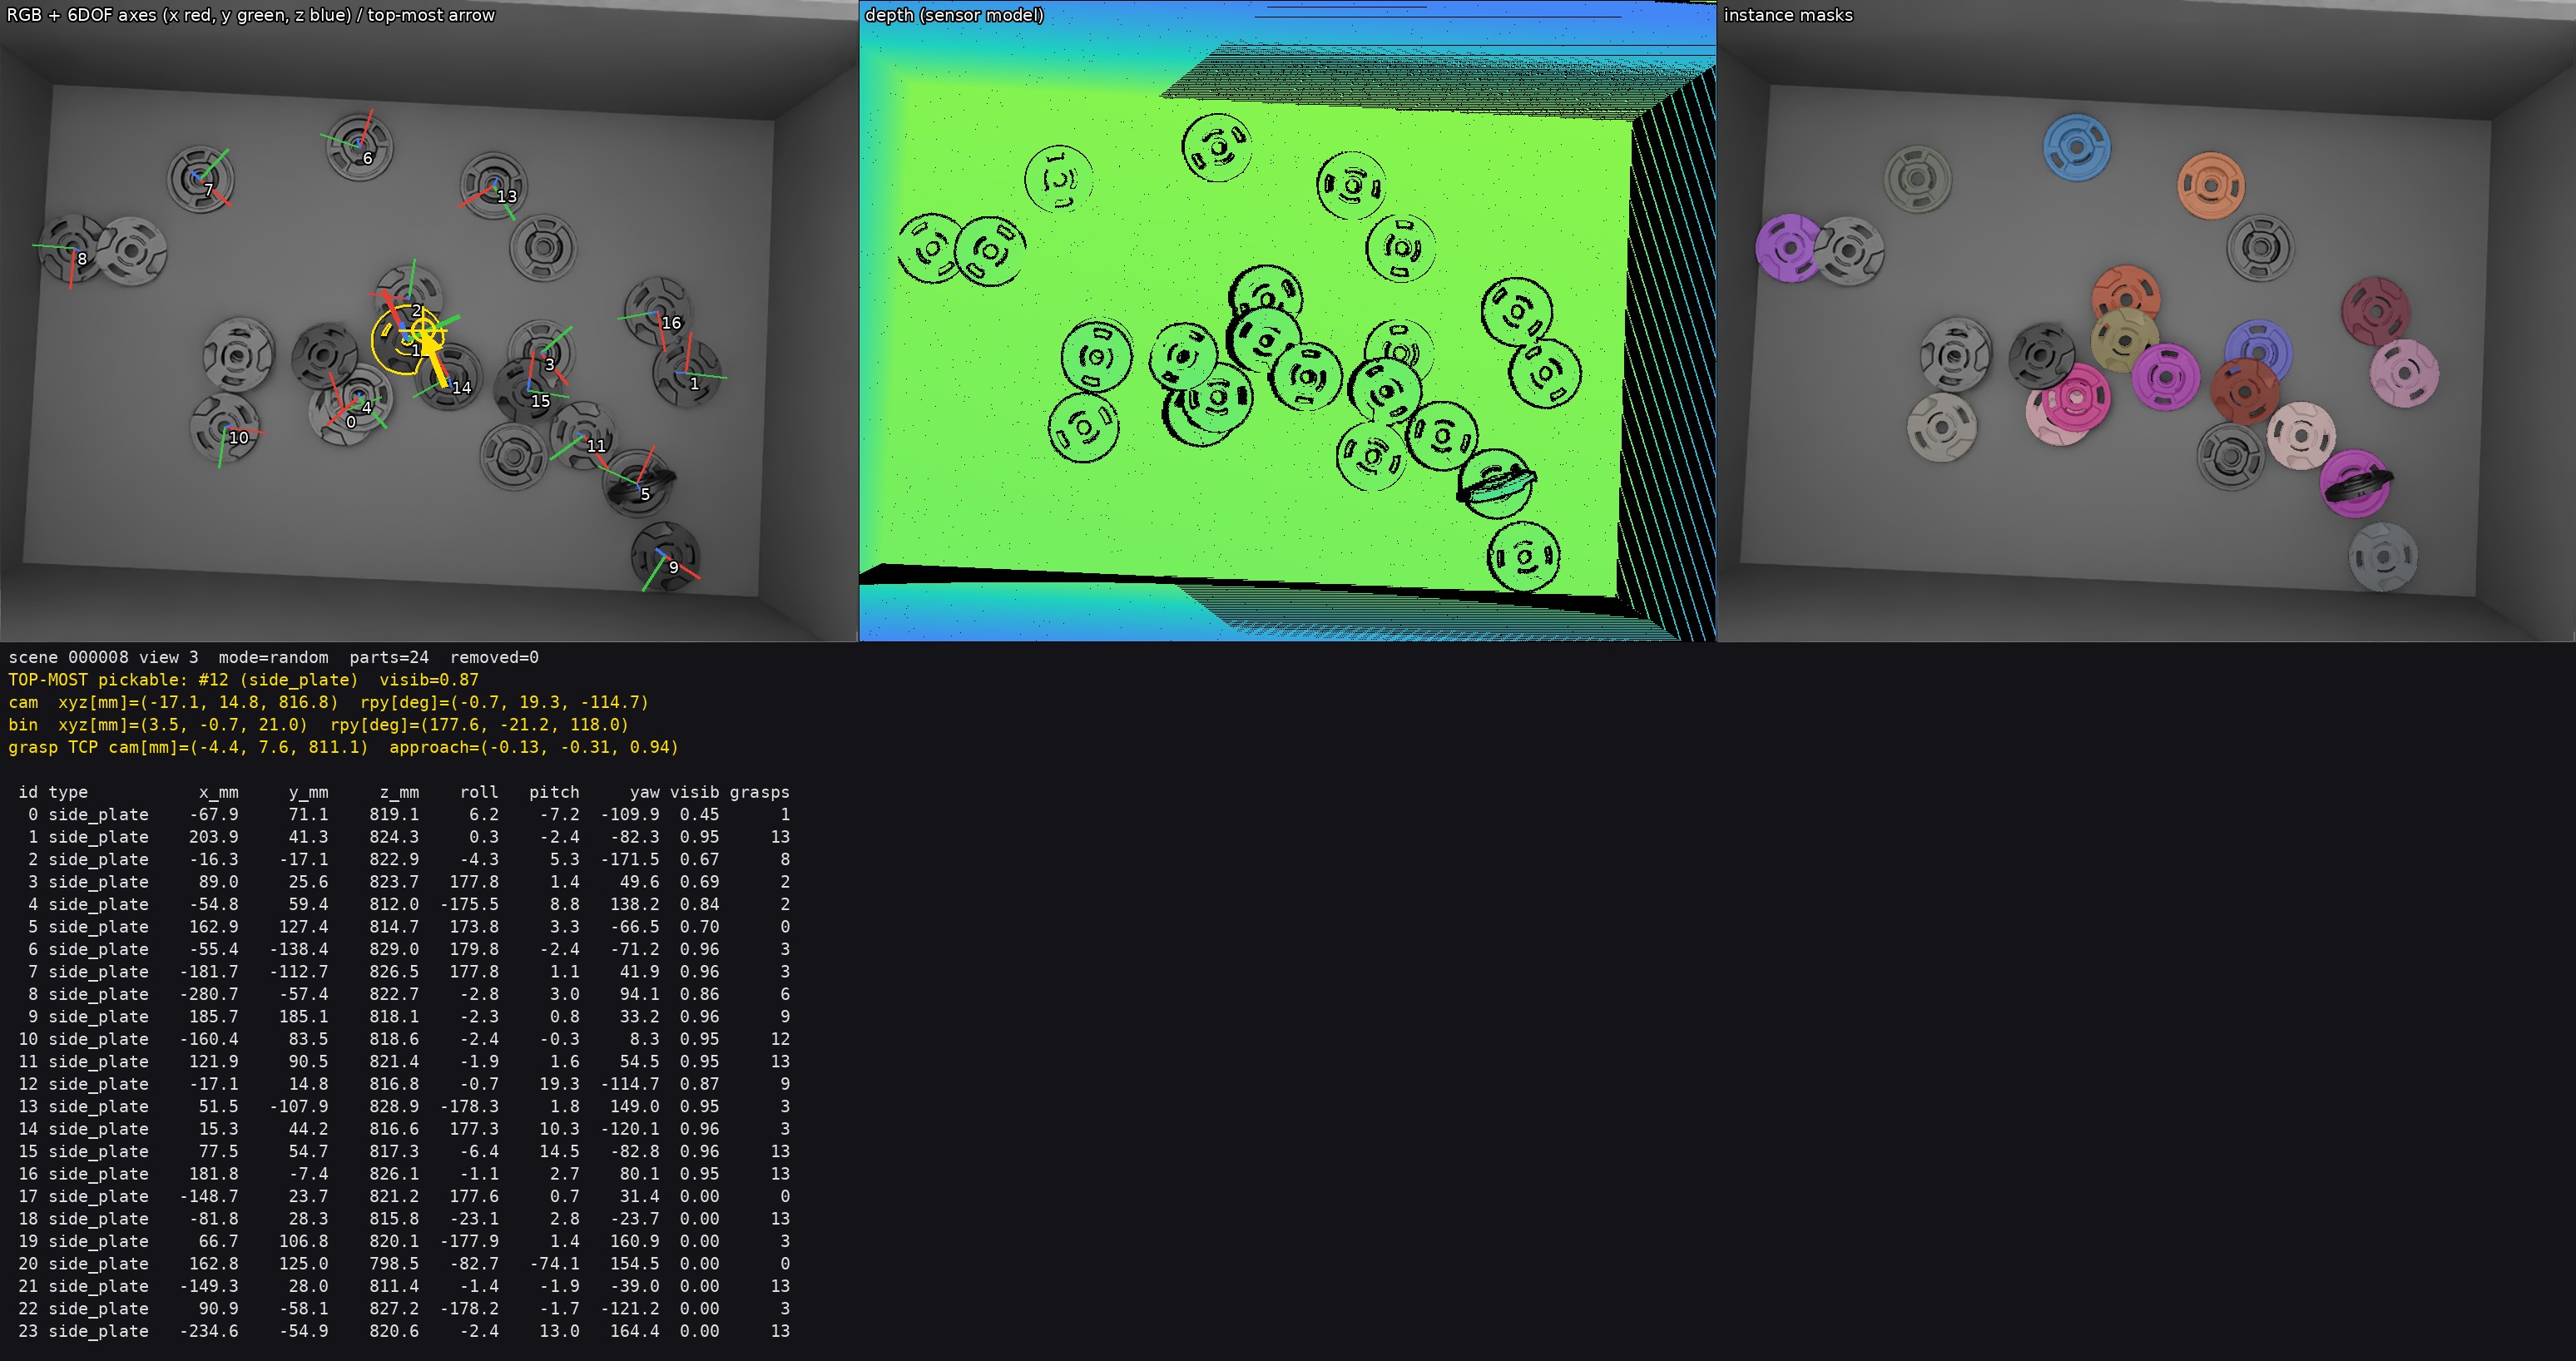 RGB + 6DOF axes (x red, y green, z blue) / top-most arrow
depth (sensor model)
instance masks
6
7
13
8
2
16
1
3
1
14
15
4
0
10
11
5
9
scene 000008 view 3 mode=random parts=24 removed=0
TOP-MOST pickable: #12 (side_plate) visib=0.87
cam xyz[mm]=(-17.1, 14.8, 816.8) rpy[deg]=(-0.7, 19.3, -114.7)
bin xyz[mm]=(3.5, -0.7, 21.0) rpy[deg]=(177.6, -21.2, 118.0)
grasp TCP cam[mm]=(-4.4, 7.6, 811.1) approach=(-0.13, -0.31, 0.94)
id type x_mm y_mm z_mm roll pitch yaw visib grasps
0 side_plate -67.9 71.1 819.1 6.2 -7.2 -109.9 0.45 1
1 side_plate 203.9 41.3 824.3 0.3 -2.4 -82.3 0.95 13
2 side_plate -16.3 -17.1 822.9 -4.3 5.3 -171.5 0.67 8
3 side_plate 89.0 25.6 823.7 177.8 1.4 49.6 0.69 2
4 side_plate -54.8 59.4 812.0 -175.5 8.8 138.2 0.84 2
5 side_plate 162.9 127.4 814.7 173.8 3.3 -66.5 0.70 0
6 side_plate -55.4 -138.4 829.0 179.8 -2.4 -71.2 0.96 3
7 side_plate -181.7 -112.7 826.5 177.8 1.1 41.9 0.96 3
8 side_plate -280.7 -57.4 822.7 -2.8 3.0 94.1 0.86 6
9 side_plate 185.7 185.1 818.1 -2.3 0.8 33.2 0.96 9
10 side_plate -160.4 83.5 818.6 -2.4 -0.3 8.3 0.95 12
11 side_plate 121.9 90.5 821.4 -1.9 1.6 54.5 0.95 13
12 side_plate -17.1 14.8 816.8 -0.7 19.3 -114.7 0.87 9
13 side_plate 51.5 -107.9 828.9 -178.3 1.8 149.0 0.95 3
14 side_plate 15.3 44.2 816.6 177.3 10.3 -120.1 0.96 3
15 side_plate 77.5 54.7 817.3 -6.4 14.5 -82.8 0.96 13
16 side_plate 181.8 -7.4 826.1 -1.1 2.7 80.1 0.95 13
17 side_plate -148.7 23.7 821.2 177.6 0.7 31.4 0.00 0
18 side_plate -81.8 28.3 815.8 -23.1 2.8 -23.7 0.00 13
19 side_plate 66.7 106.8 820.1 -177.9 1.4 160.9 0.00 3
20 side_plate 162.8 125.0 798.5 -82.7 -74.1 154.5 0.00 0
21 side_plate -149.3 28.0 811.4 -1.4 -1.9 -39.0 0.00 13
22 side_plate 90.9 -58.1 827.2 -178.2 -1.7 -121.2 0.00 3
23 side_plate -234.6 -54.9 820.6 -2.4 13.0 164.4 0.00 13